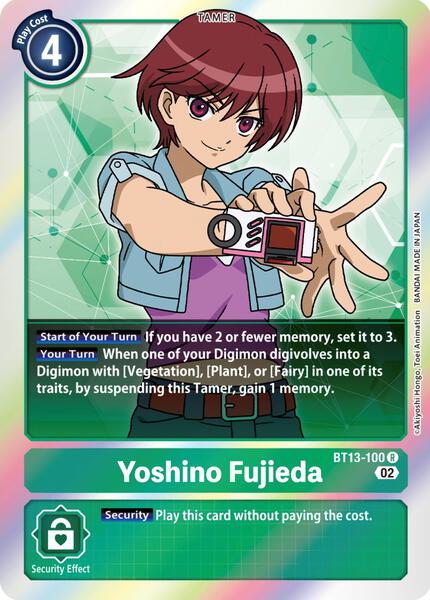 TAMER
Play Cost
4
Start of Your Turn If you have 2 or fewer memory, set it to 3.
Your Turn When one of your Digimon digivolves into a
Digimon with [Vegetation], [Plant], or [Fairy] in one of its
traits, by suspending this Tamer, gain 1 memory.
©Akiyoshi Hongo, Toei Animation BANDAI MADE IN JAPAN
Yoshino Fujieda
BT13-100 R
02
Security Play this card without paying the cost.
Security Effect